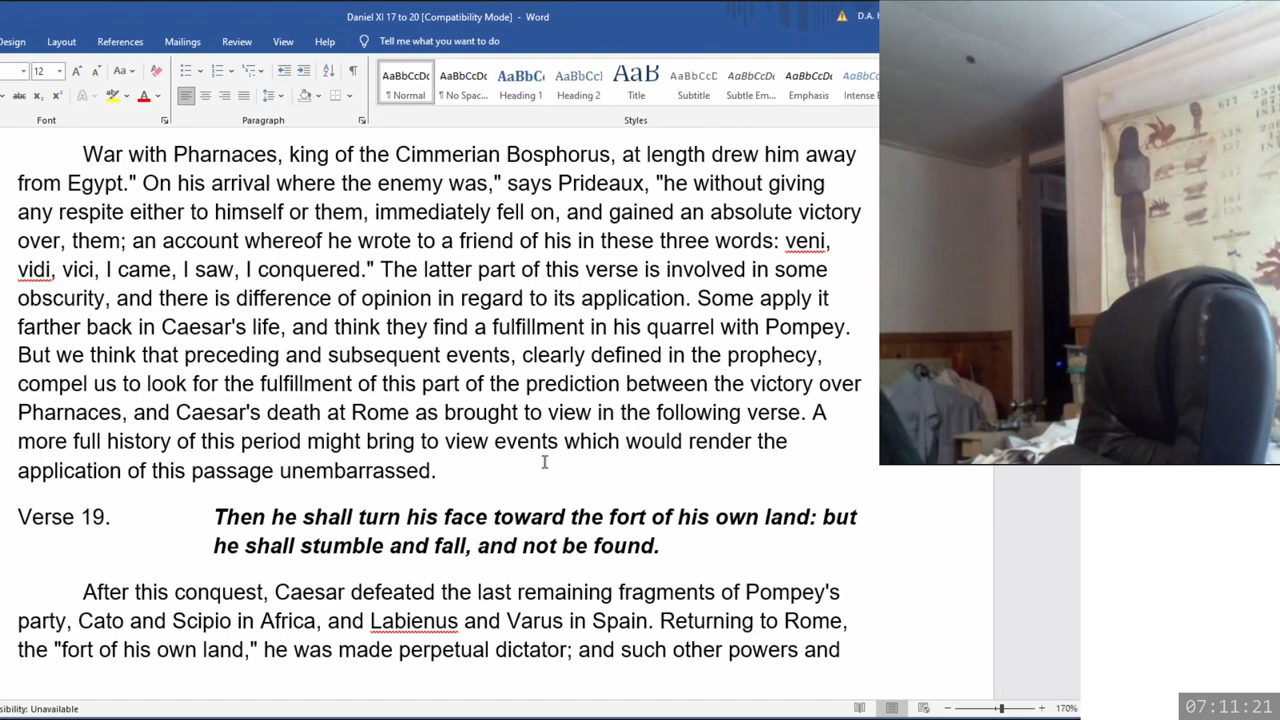 Daniel XI 17 to 20 [Compatibility Mode] - Word
D.A.
Design Layout References Mailings Review View Help Tell me what you want to do
12
Aa
AaBbCcDc AaBbCcDc AaBbCc AaBbCcC AaB AaBbCcC AaBbCcDc AaBbCcDc AaBbCcDc
¶ Normal ¶ No Spac... Heading 1 Heading 2 Title Subtitle Subtle Em... Emphasis Intense E
Font Paragraph Styles
War with Pharnaces, king of the Cimmerian Bosphorus, at length drew him away
from Egypt." On his arrival where the enemy was," says Prideaux, "he without giving
any respite either to himself or them, immediately fell on, and gained an absolute victory
over, them; an account whereof he wrote to a friend of his in these three words: veni,
vidi, vici, I came, I saw, I conquered." The latter part of this verse is involved in some
obscurity, and there is difference of opinion in regard to its application. Some apply it
farther back in Caesar's life, and think they find a fulfillment in his quarrel with Pompey.
But we think that preceding and subsequent events, clearly defined in the prophecy,
compel us to look for the fulfillment of this part of the prediction between the victory over
Pharnaces, and Caesar's death at Rome as brought to view in the following verse. A
more full history of this period might bring to view events which would render the
application of this passage unembarrassed.
Verse 19. Then he shall turn his face toward the fort of his own land: but
he shall stumble and fall, and not be found.
After this conquest, Caesar defeated the last remaining fragments of Pompey's
party, Cato and Scipio in Africa, and Labienus and Varus in Spain. Returning to Rome,
the "fort of his own land," he was made perpetual dictator; and such other powers and
sibility: Unavailable
170%
677
538
07:11:21